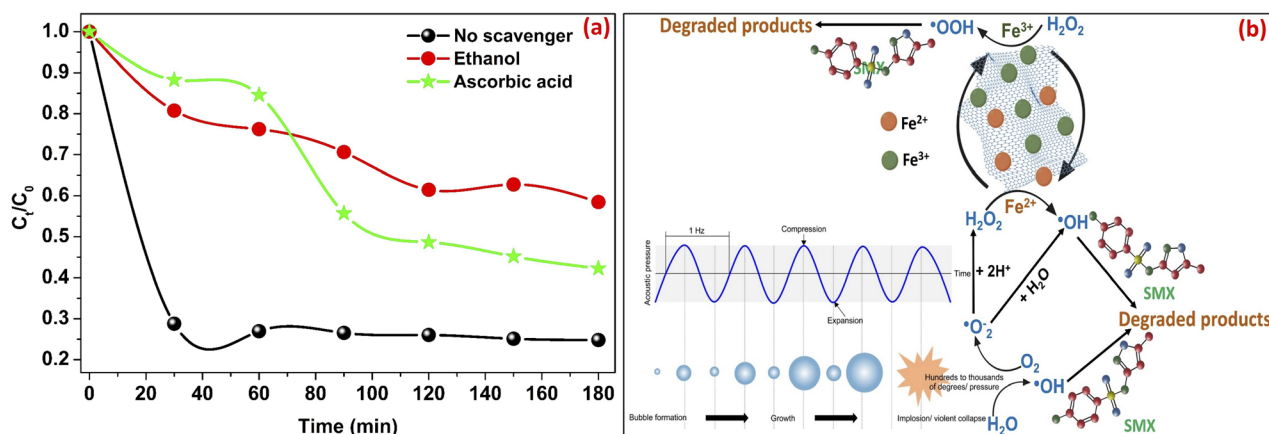 (a)
No scavenger
Ethanol
Ascorbic acid
1.0
0.9
0.8
0.7
0.6
0.5
0.4
0.3
0.2
Ct/C0
0
20
40
60
80
100
120
140
160
180
Time (min)
(b)
Degraded products
•OOH
Fe3+
H2O2
SMX
Fe2+
Fe3+
H2O2
Fe2+
•OH
SMX
1 Hz
Compression
Acoustic pressure
Time
Expansion
+ 2H+
+ H2O
•O-2
Degraded products
O2
•OH
H2O
SMX
Hundreds to thousands
of degrees/ pressure
Bubble formation
Growth
Implosion/ violent collapse